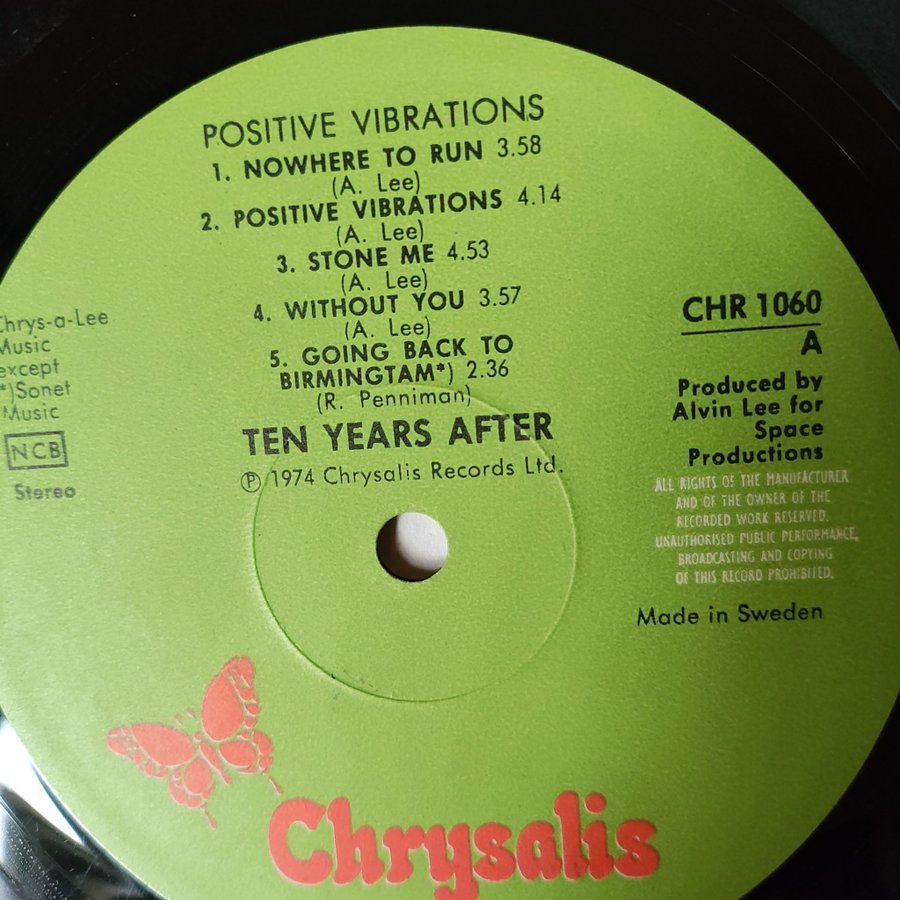 POSITIVE VIBRATIONS
1. NOWHERE TO RUN 3.58
(A. Lee)
2. POSITIVE VIBRATIONS 4.14
(A. Lee)
3. STONE ME 4.53
(A. Lee)
4. WITHOUT YOU 3.57
(A. Lee)
5. GOING BACK TO
BIRMINGTAM*) 2.36
(R. Penniman)
TEN YEARS AFTER
℗ 1974 Chrysalis Records Ltd.
Chrys-a-Lee
Music
except
*)Sonet
Music
NCB
Stereo
CHR 1060
A
Produced by
Alvin Lee for
Space
Productions
ALL RIGHTS OF THE MANUFACTURER
AND OF THE OWNER OF THE
RECORDED WORK RESERVED.
UNAUTHORISED PUBLIC PERFORMANCE,
BROADCASTING AND COPYING
OF THIS RECORD PROHIBITED.
Made in Sweden
Chrysalis